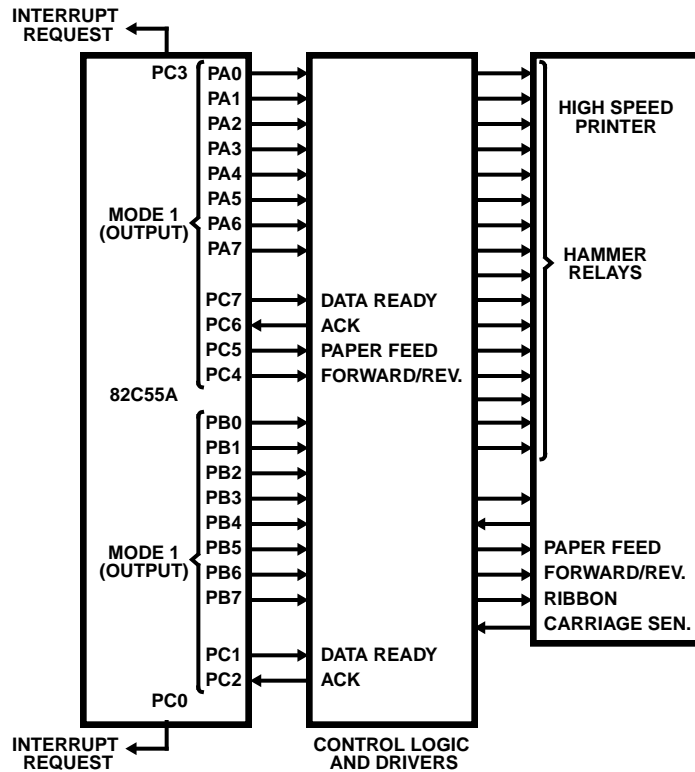 INTERRUPT
REQUEST
PC3
PA0
PA1
PA2
PA3
PA4
PA5
PA6
PA7
MODE 1
(OUTPUT)
PC7
PC6
PC5
PC4
82C55A
PB0
PB1
PB2
PB3
PB4
PB5
PB6
PB7
MODE 1
(OUTPUT)
PC1
PC2
PC0
INTERRUPT
REQUEST
DATA READY
ACK
PAPER FEED
FORWARD/REV.
DATA READY
ACK
CONTROL LOGIC
AND DRIVERS
HIGH SPEED
PRINTER
HAMMER
RELAYS
PAPER FEED
FORWARD/REV.
RIBBON
CARRIAGE SEN.